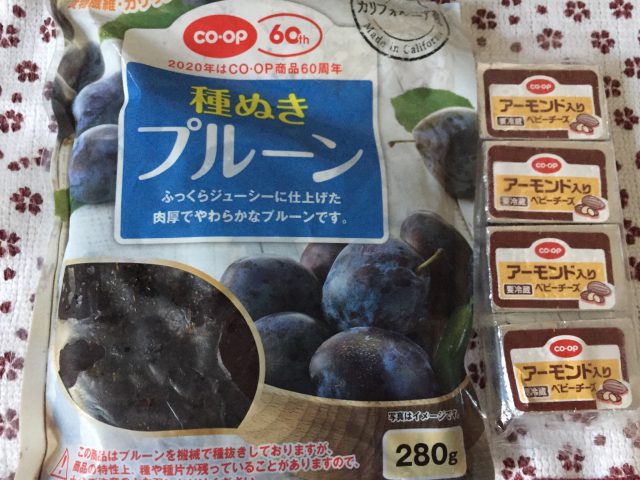 CO・OP 60th
カリフォルニア
Made in California
2020年はCO・OP商品60周年
種ぬき
プルーン
ふっくらジューシーに仕上げた
肉厚でやわらかなプルーンです。
写真はイメージです。
280g
この商品はプルーンを機械で種抜きしておりますが、
商品の特性上、種や種片が残っていることがありますので、
CO・OP
アーモンド入り
要冷蔵 ベビーチーズ
CO・OP
アーモンド入り
要冷蔵 ベビーチーズ
CO・OP
アーモンド入り
要冷蔵 ベビーチーズ
CO・OP
アーモンド入り
要冷蔵 ベビーチーズ